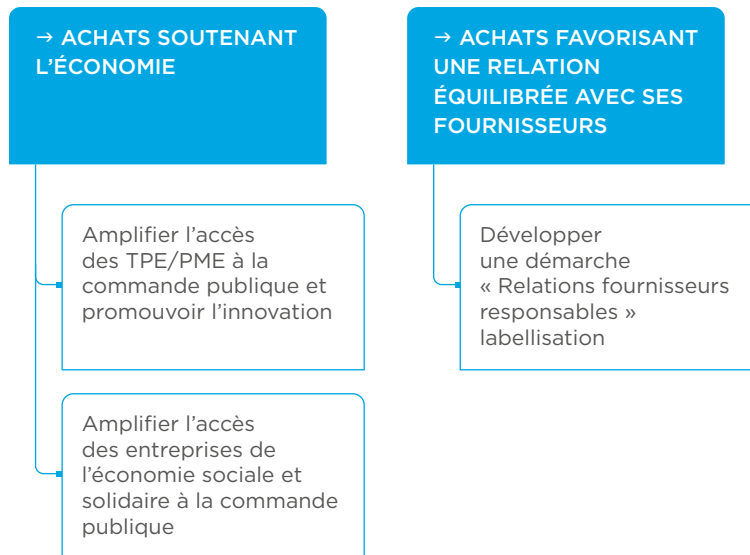 → ACHATS SOUTENANT
L’ÉCONOMIE
Amplifier l’accès
des TPE/PME à la
commande publique et
promouvoir l’innovation
Amplifier l’accès
des entreprises de
l’économie sociale et
solidaire à la commande
publique
→ ACHATS FAVORISANT
UNE RELATION
ÉQUILIBRÉE AVEC SES
FOURNISSEURS
Développer
une démarche
« Relations fournisseurs
responsables »
labellisation